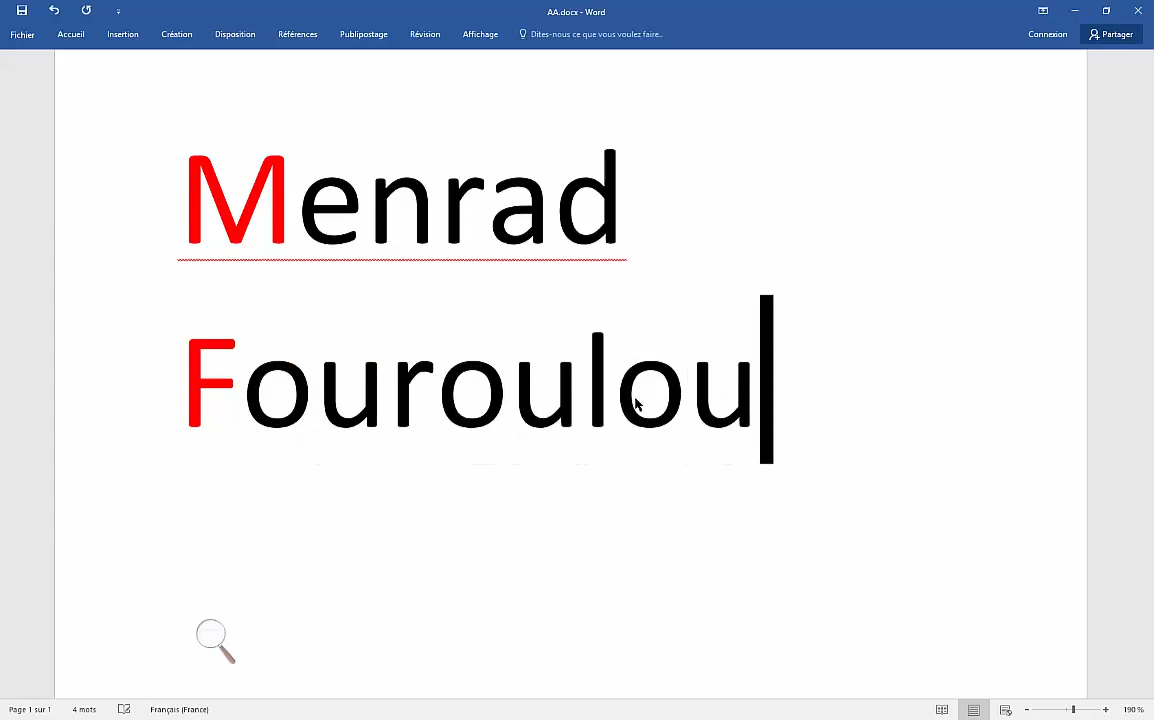 AA.docx - Word
Fichier Accueil Insertion Création Disposition Références Publipostage Révision Affichage Dites-nous ce que vous voulez faire.. Connexion Partager
Menrad
Fouroulou
Page 1 sur 1 4 mots Français (France) 190 %